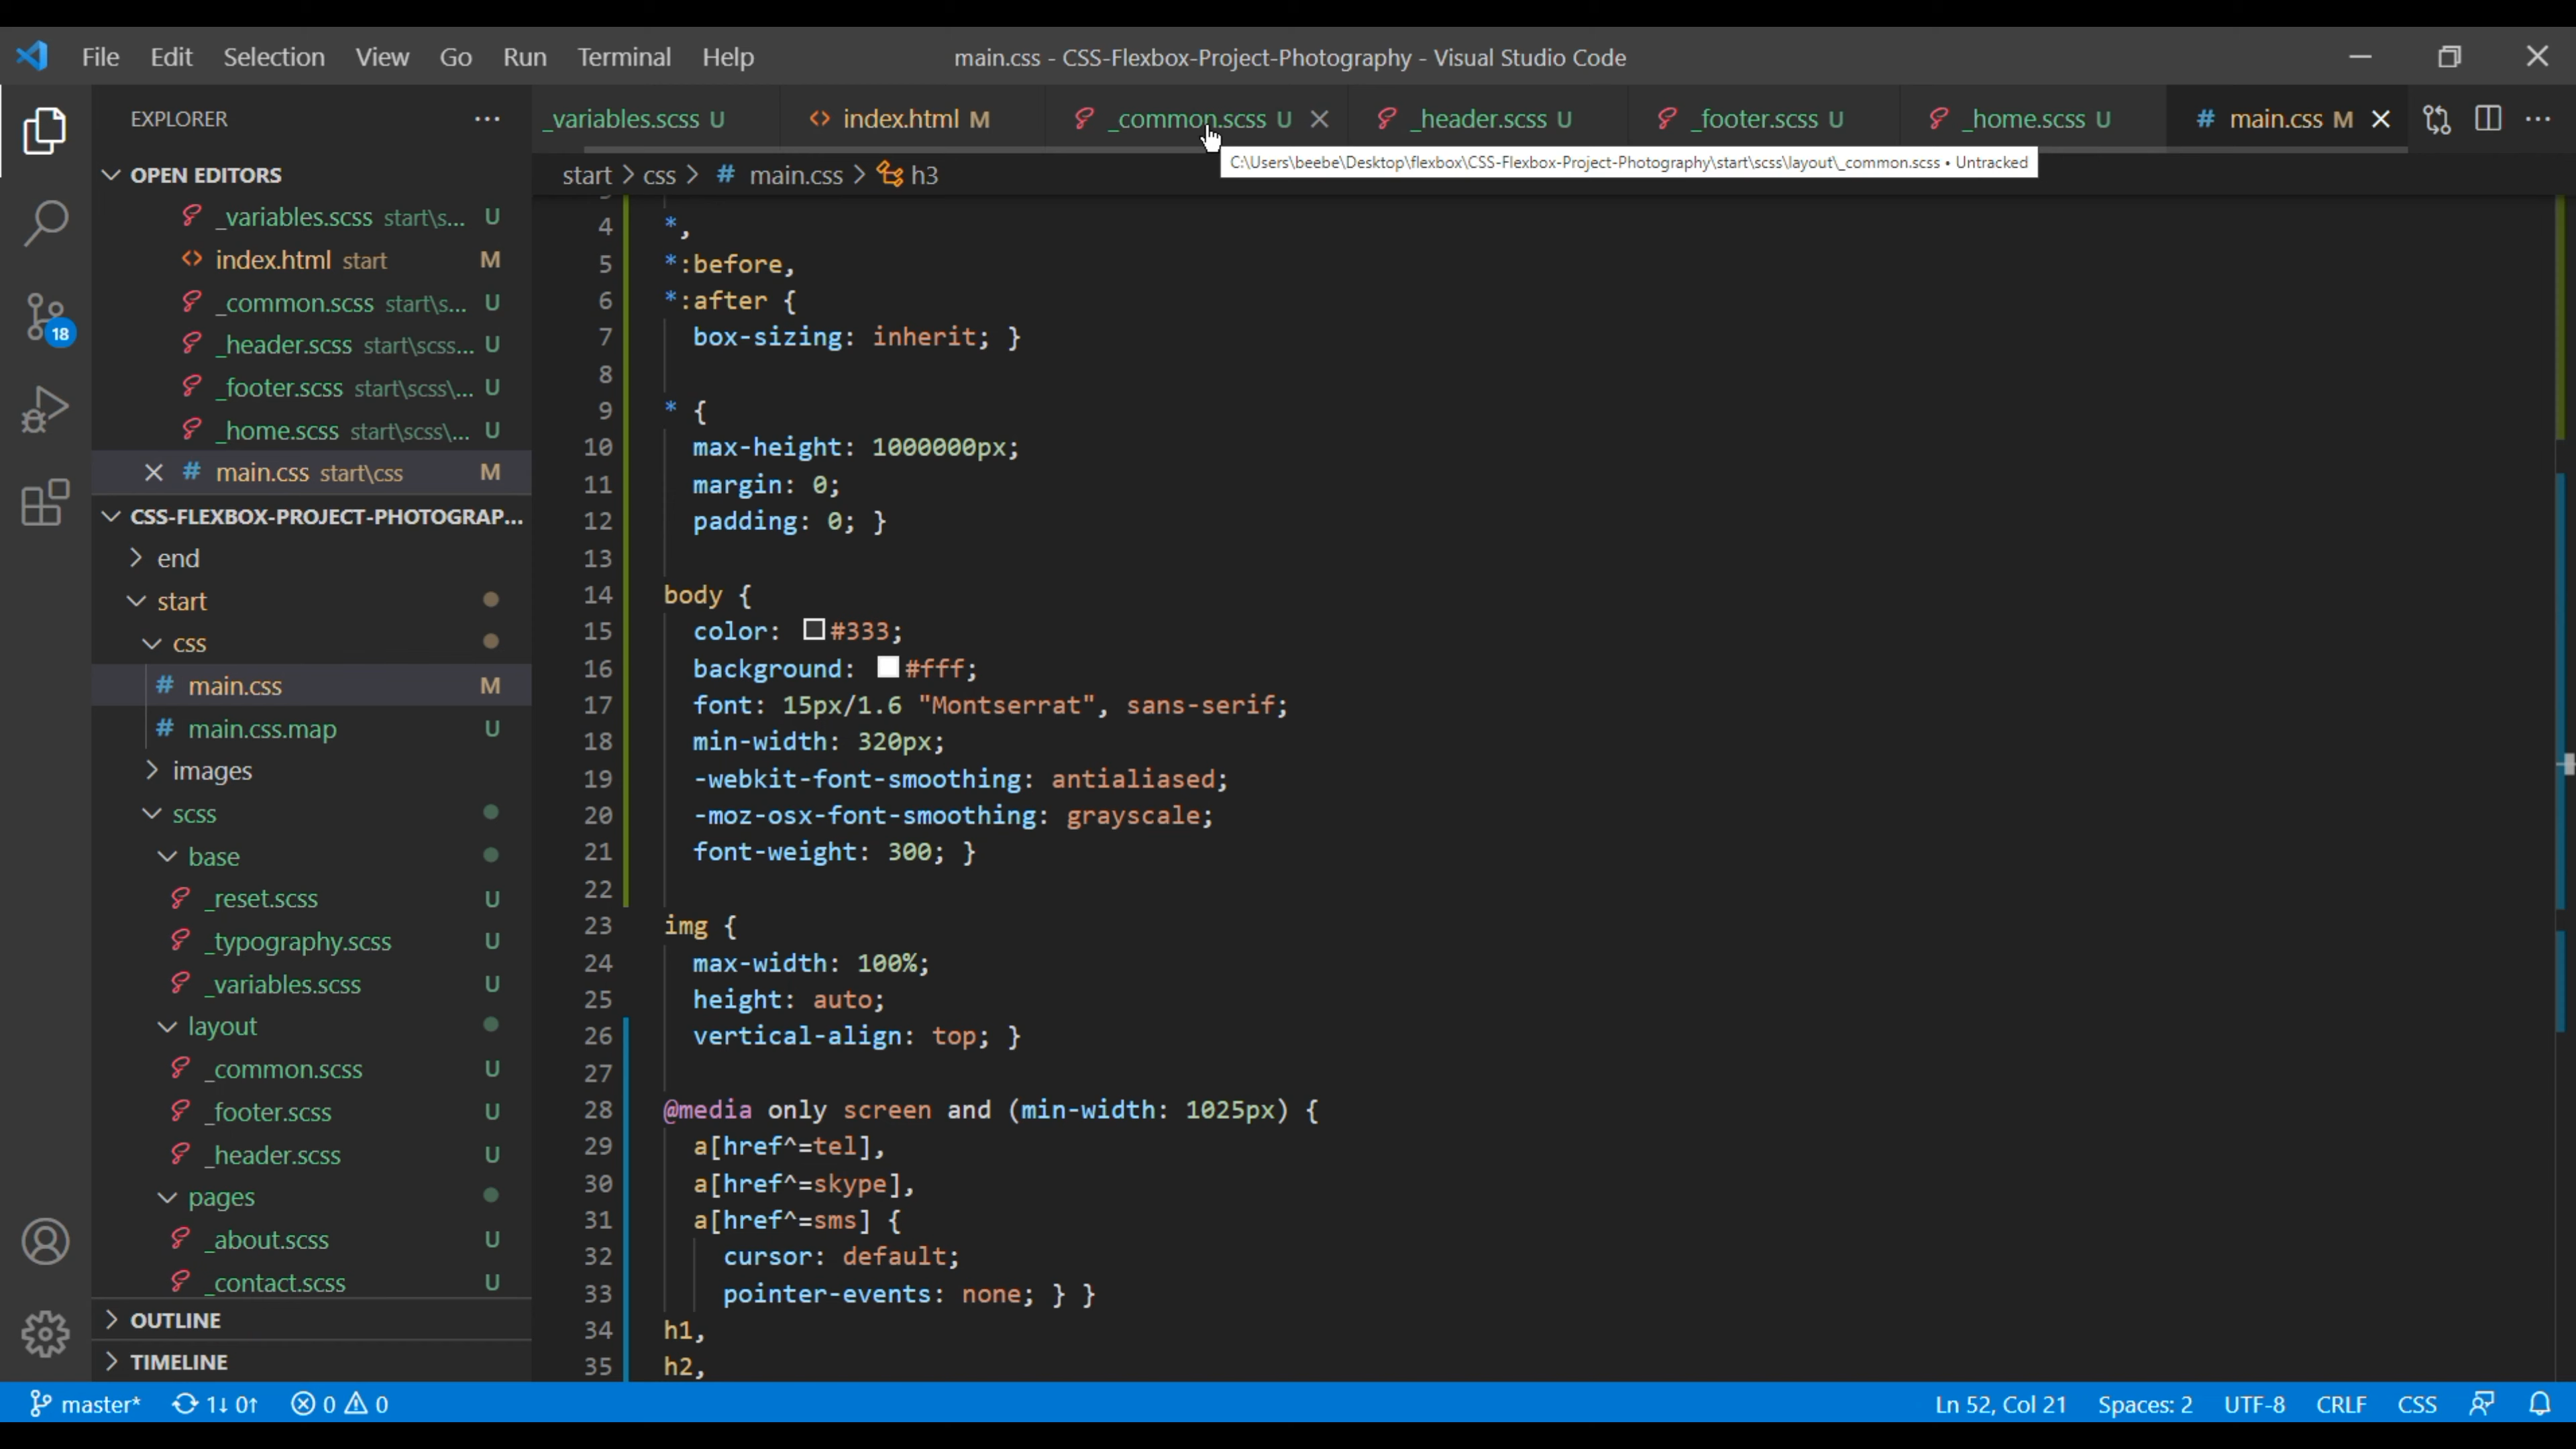 File Edit Selection View Go Run Terminal Help
main.css - CSS-Flexbox-Project-Photography - Visual Studio Code
EXPLORER
OPEN EDITORS
_variables.scss start\s... U
index.html start M
_common.scss start\s... U
_header.scss start\scss... U
_footer.scss start\scss\... U
_home.scss start\scss\... U
# main.css start\css M
CSS-FLEXBOX-PROJECT-PHOTOGRAP...
end
start
css
# main.css M
# main.css.map U
images
scss
base
_reset.scss U
_typography.scss U
_variables.scss U
layout
_common.scss U
_footer.scss U
_header.scss U
pages
_about.scss U
_contact.scss U
OUTLINE
TIMELINE
18
_variables.scss U index.html M _common.scss U _header.scss U _footer.scss U _home.scss U # main.css M
C:\Users\beebe\Desktop\flexbox\CSS-Flexbox-Project-Photography\start\scss\layout\_common.scss • Untracked
start > css > # main.css > h3
4 *,
5 *:before,
6 *:after {
7 box-sizing: inherit; }
8
9 * {
10 max-height: 1000000px;
11 margin: 0;
12 padding: 0; }
13
14 body {
15 color: #333;
16 background: #fff;
17 font: 15px/1.6 "Montserrat", sans-serif;
18 min-width: 320px;
19 -webkit-font-smoothing: antialiased;
20 -moz-osx-font-smoothing: grayscale;
21 font-weight: 300; }
22
23 img {
24 max-width: 100%;
25 height: auto;
26 vertical-align: top; }
27
28 @media only screen and (min-width: 1025px) {
29 a[href^=tel],
30 a[href^=skype],
31 a[href^=sms] {
32 cursor: default;
33 pointer-events: none; } }
34 h1,
35 h2,
master* 1↓ 0↑ 0 0
Ln 52, Col 21 Spaces: 2 UTF-8 CRLF CSS